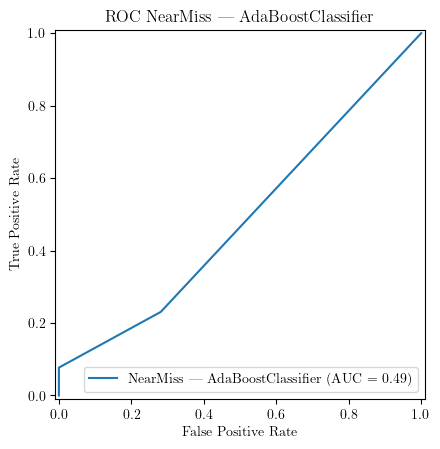 ROC NearMiss — AdaBoostClassifier
1.0
0.8
0.6
0.4
0.2
0.0
True Positive Rate
NearMiss — AdaBoostClassifier (AUC = 0.49)
0.0 0.2 0.4 0.6 0.8 1.0
False Positive Rate